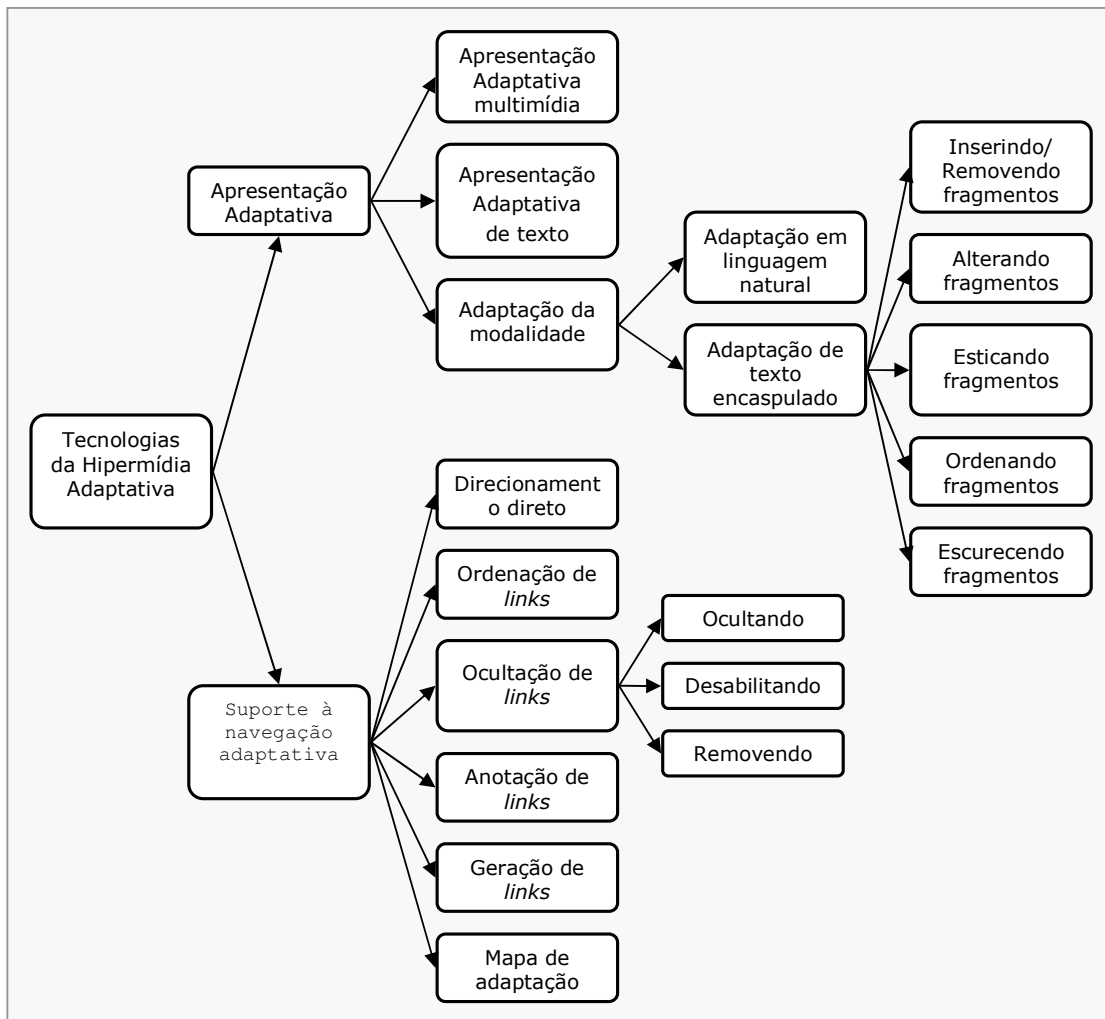 Apresentação
Adaptativa
multimídia
Apresentação
Adaptativa
de texto
Adaptação da
modalidade
Apresentação
Adaptativa
Adaptação em
linguagem
natural
Adaptação de
texto
encaspulado
Inserindo/
Removendo
fragmentos
Alterando
fragmentos
Esticando
fragmentos
Ordenando
fragmentos
Escurecendo
fragmentos
Tecnologias
da Hipermídia
Adaptativa
Suporte à
navegação
adaptativa
Direcionament
o direto
Ordenação de
links
Ocultação de
links
Anotação de
links
Geração de
links
Mapa de
adaptação
Ocultando
Desabilitando
Removendo